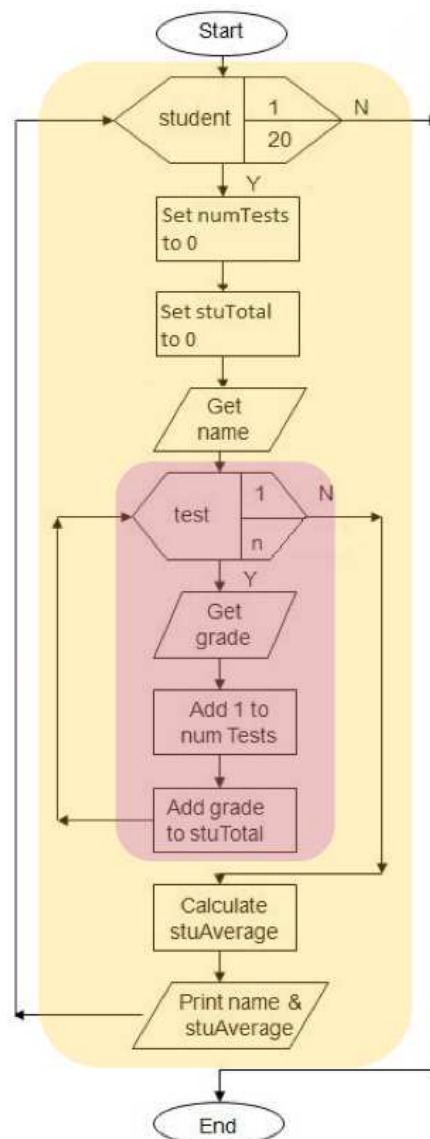 Start
student
1
N
20
Y
Set numTests
to 0
Set stuTotal
to 0
Get
name
test
1
N
n
Y
Get
grade
Add 1 to
num Tests
Add grade
to stuTotal
Calculate
stuAverage
Print name &
stuAverage
End